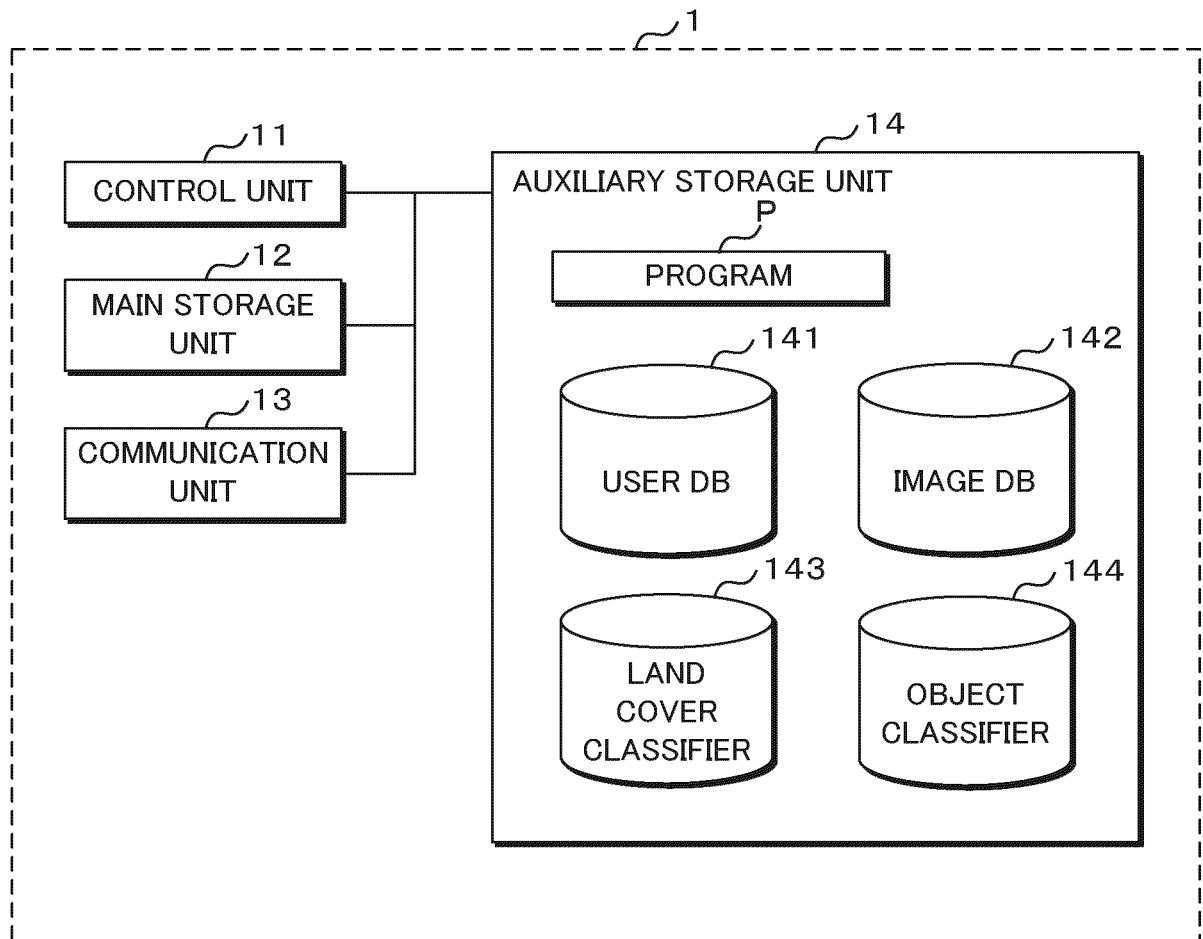 1
11
CONTROL UNIT
12
MAIN STORAGE
UNIT
13
COMMUNICATION
UNIT
14
AUXILIARY STORAGE UNIT
P
PROGRAM
141
USER DB
142
IMAGE DB
143
LAND
COVER
CLASSIFIER
144
OBJECT
CLASSIFIER